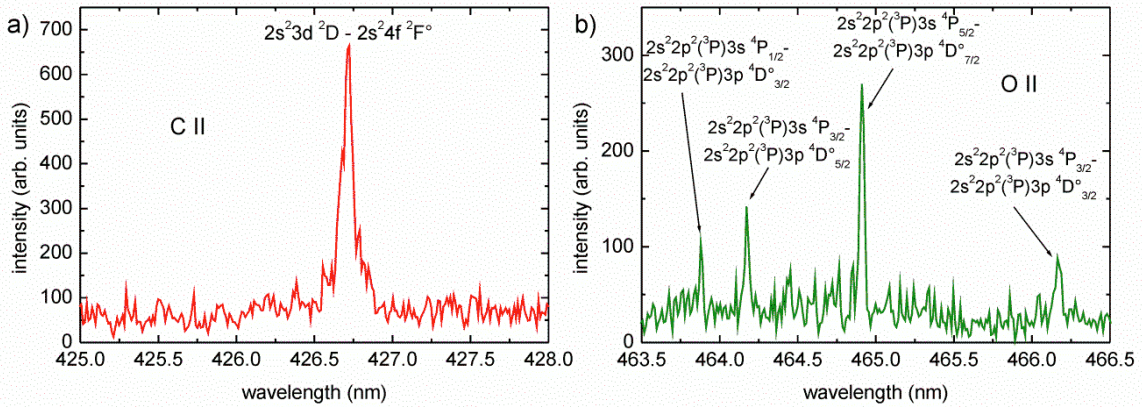 a)
2s²3d ²D - 2s²4f ²F°
C II
intensity (arb. units)
700
600
500
400
300
200
100
0
425.0 425.5 426.0 426.5 427.0 427.5 428.0
wavelength (nm)
b)
2s²2p²(³P)3s ⁴P₅/₂-
2s²2p²(³P)3p ⁴D°₇/₂
2s²2p²(³P)3s ⁴P₁/₂-
2s²2p²(³P)3p ⁴D°₃/₂
O II
2s²2p²(³P)3s ⁴P₃/₂-
2s²2p²(³P)3p ⁴D°₅/₂
2s²2p²(³P)3s ⁴P₃/₂-
2s²2p²(³P)3p ⁴D°₃/₂
intensity (arb. units)
300
200
100
0
463.5 464.0 464.5 465.0 465.5 466.0 466.5
wavelength (nm)